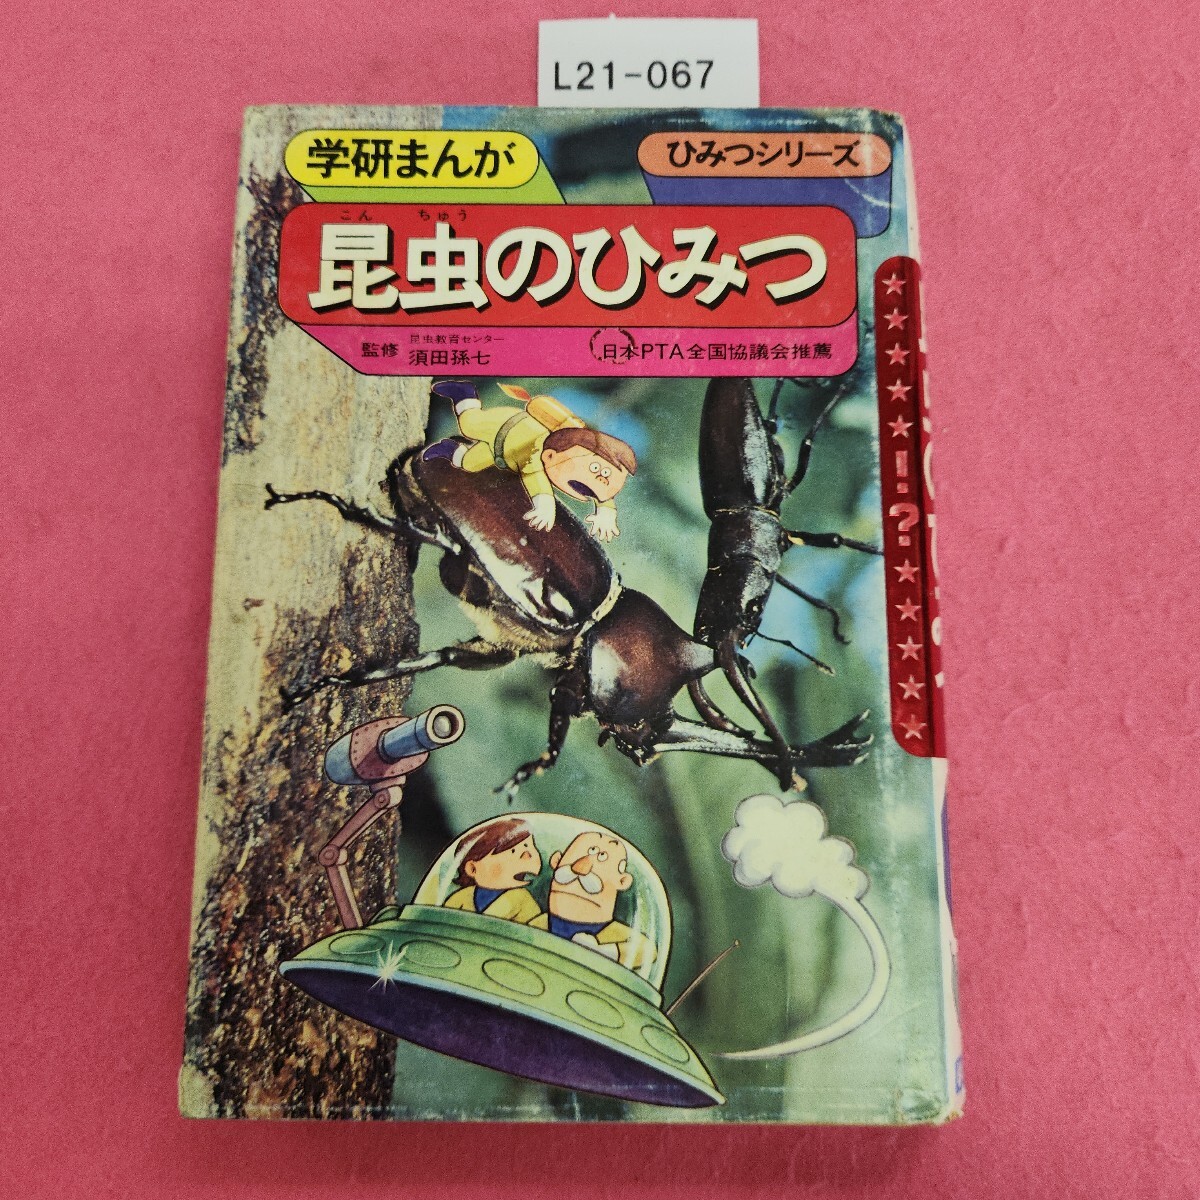 L21-067
学研まんが
ひみつシリーズ
こん ちゅう
昆虫のひみつ
監修 昆虫教育センター
須田孫七
日本PTA全国協議会推薦
★★★★★!?★★★★★